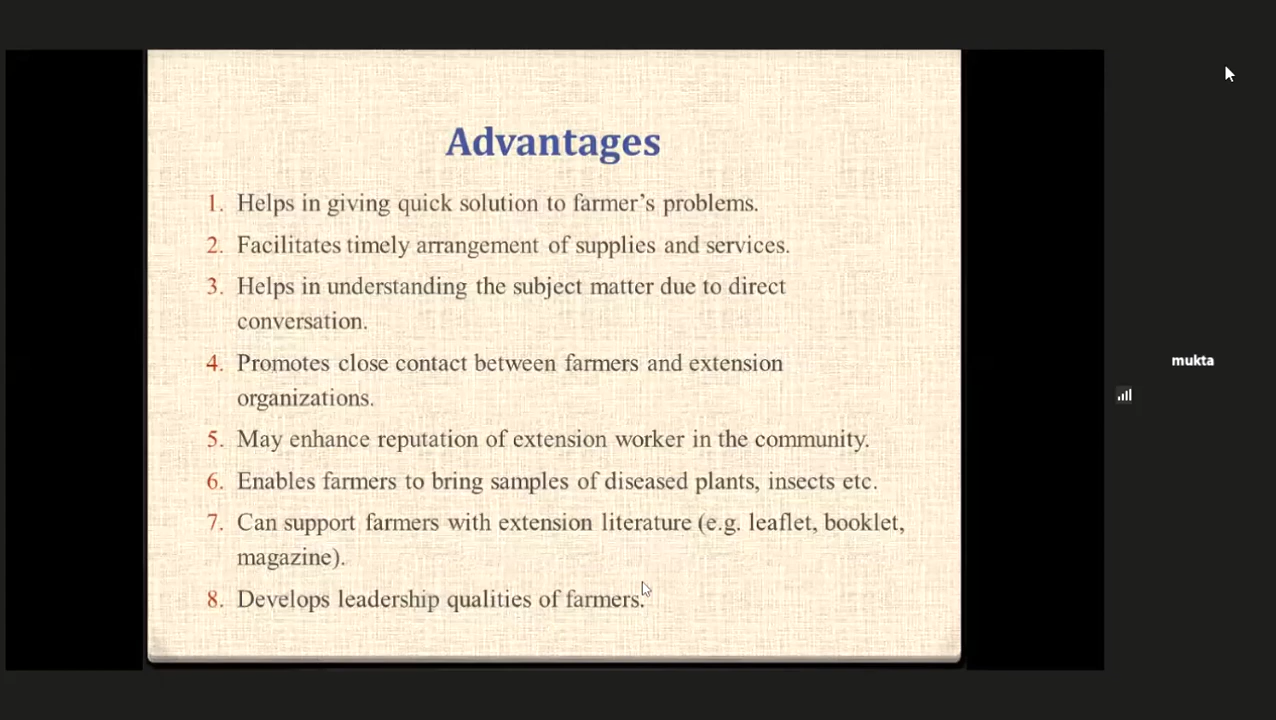 Advantages
1. Helps in giving quick solution to farmer’s problems.
2. Facilitates timely arrangement of supplies and services.
3. Helps in understanding the subject matter due to direct
conversation.
4. Promotes close contact between farmers and extension
organizations.
5. May enhance reputation of extension worker in the community.
6. Enables farmers to bring samples of diseased plants, insects etc.
7. Can support farmers with extension literature (e.g. leaflet, booklet,
magazine).
8. Develops leadership qualities of farmers.
mukta